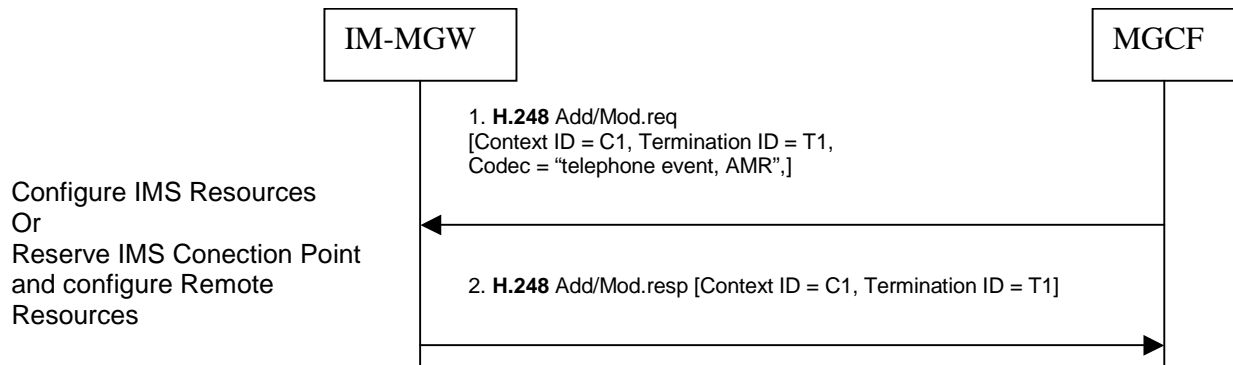 IM-MGW
MGCF
1. H.248 Add/Mod.req
[Context ID = C1, Termination ID = T1,
Codec = “telephone event, AMR”,]
Configure IMS Resources
Or
Reserve IMS Conection Point
and configure Remote
Resources
2. H.248 Add/Mod.resp [Context ID = C1, Termination ID = T1]